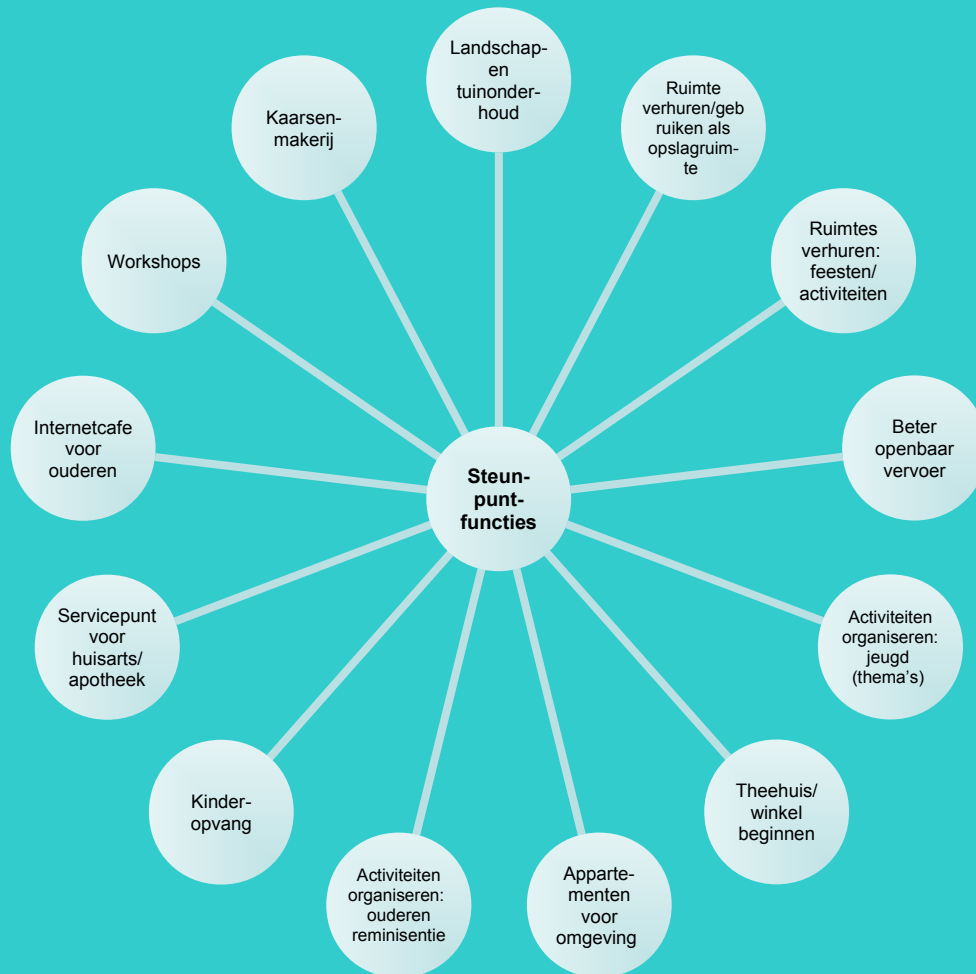 Landschap-
en
tuinonder-
houd
Ruimte
verhuren/geb
ruiken als
opslagruim-
te
Ruimtes
verhuren:
feesten/
activiteiten
Beter
openbaar
vervoer
Activiteiten
organiseren:
jeugd
(thema's)
Theehuis/
winkel
beginnen
Apparte-
menten
voor
omgeving
Activiteiten
organiseren:
ouderen
reminisentie
Kinder-
opvang
Servicepunt
voor
huisarts/
apotheek
Internetcafe
voor
ouderen
Workshops
Kaarsen-
makerij
Steun-
punt-
functies